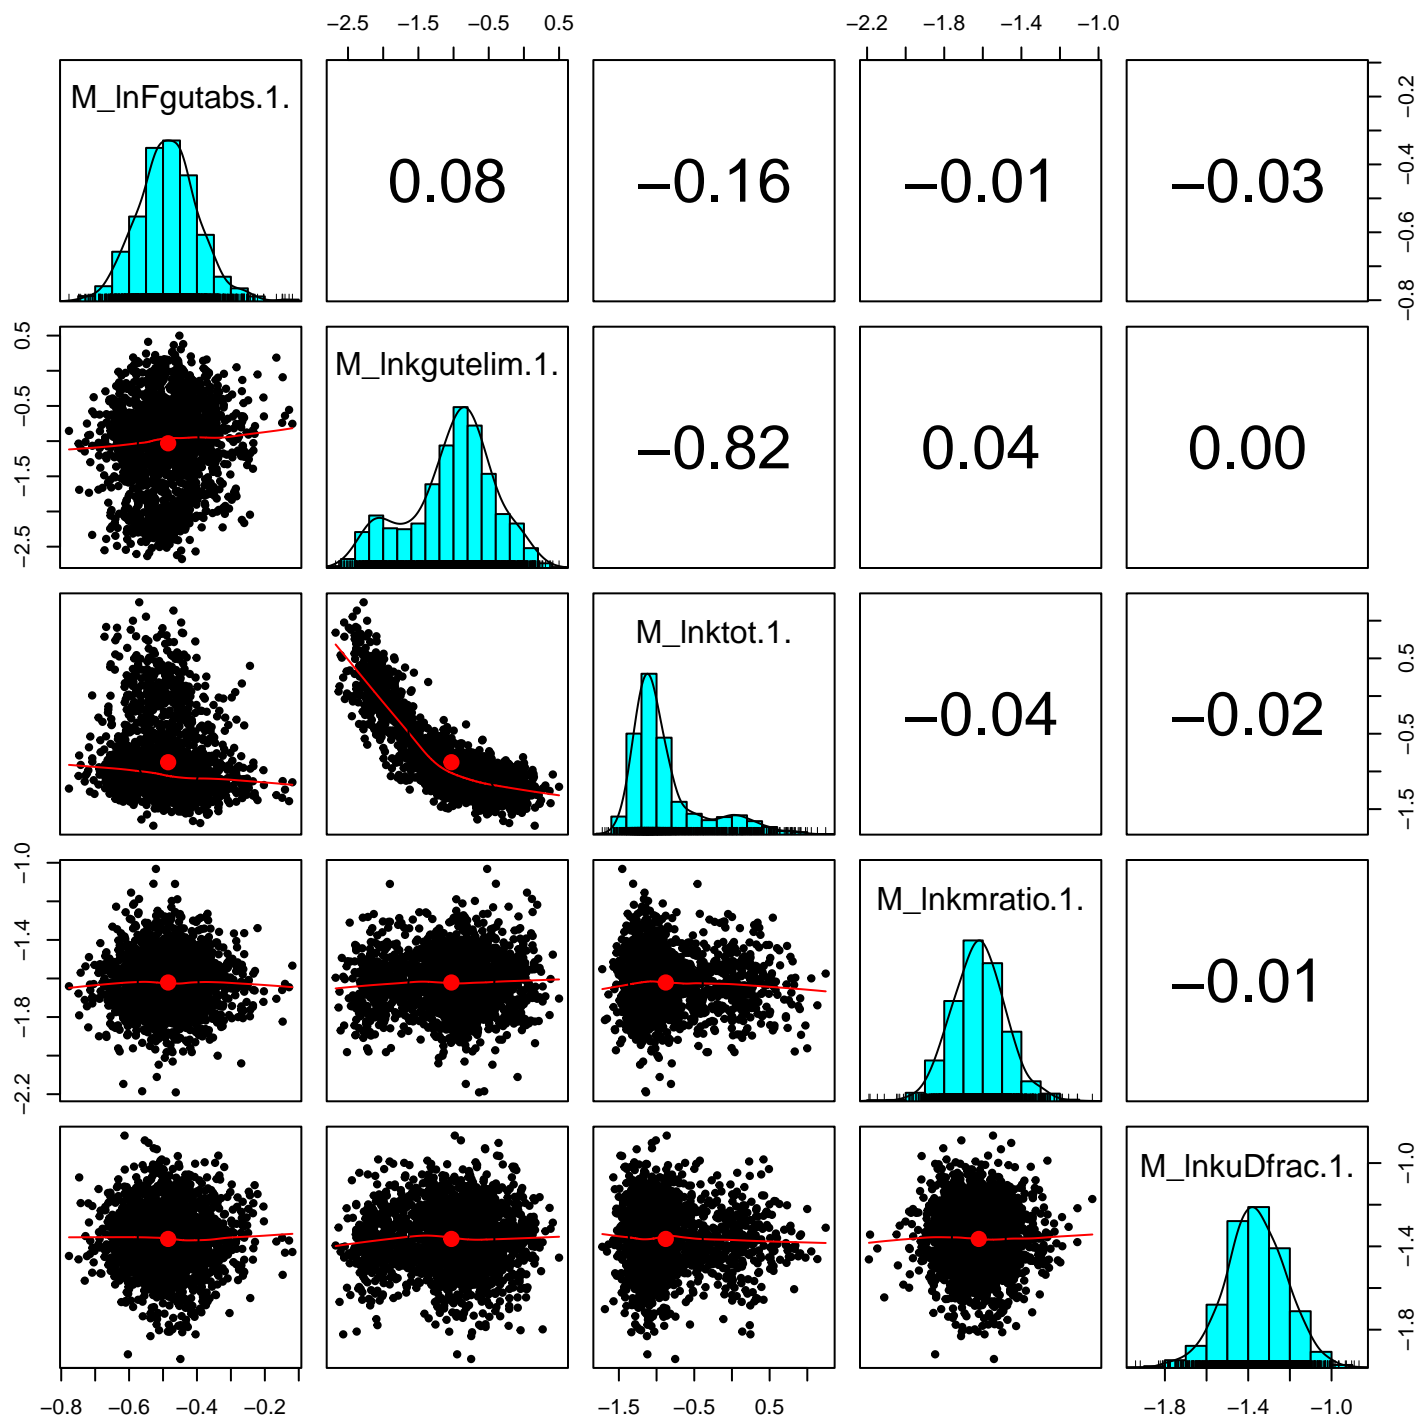 −2.5 −1.5 −0.5 0.5 −2.2 −1.8 −1.4 −1.0
M_lnFgutabs.1. 0.08 −0.16 −0.01 −0.03
−0.2
−0.4
−0.6
−0.8
0.5
−0.5
−1.5
−2.5
M_lnkgutelim.1. −0.82 0.04 0.00
M_lnktot.1. −0.04 −0.02
0.5
−0.5
−1.5
−1.0
−1.4
−1.8
−2.2
M_lnkmratio.1. −0.01
M_lnkuDfrac.1.
−1.0
−1.4
−1.8
−0.8 −0.6 −0.4 −0.2 −1.5 −0.5 0.5 −1.8 −1.4 −1.0